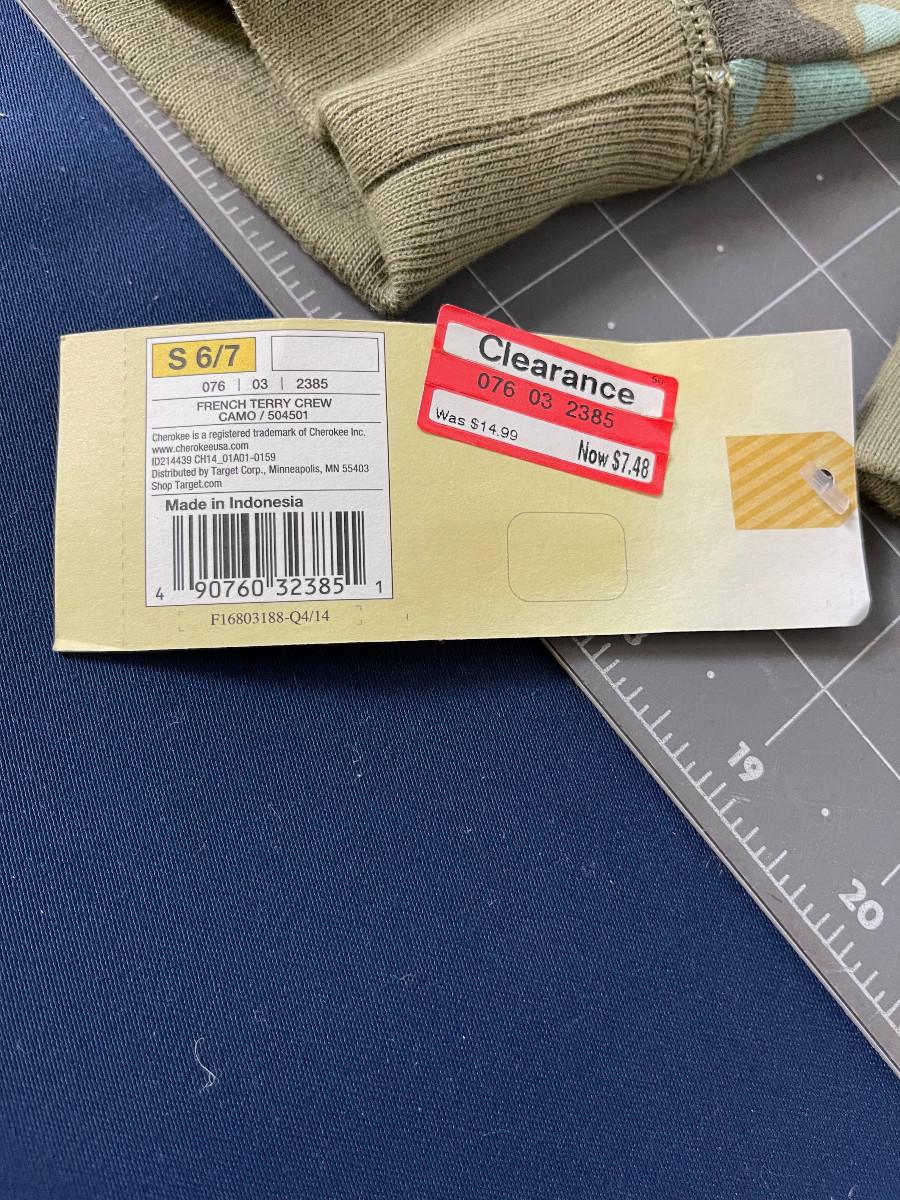 S 6/7
076 | 03 | 2385
FRENCH TERRY CREW
CAMO / 504501
Cherokee is a registered trademark of Cherokee Inc.
www.cherokeeusa.com
ID214439 CH14_01A01-0159
Distributed by Target Corp., Minneapolis, MN 55403
Shop Target.com
Made in Indonesia
4 90760 32385 1
F16803188-Q4/14
50
Clearance
076 03 2385
Was $14.99
Now $7.48
19
20